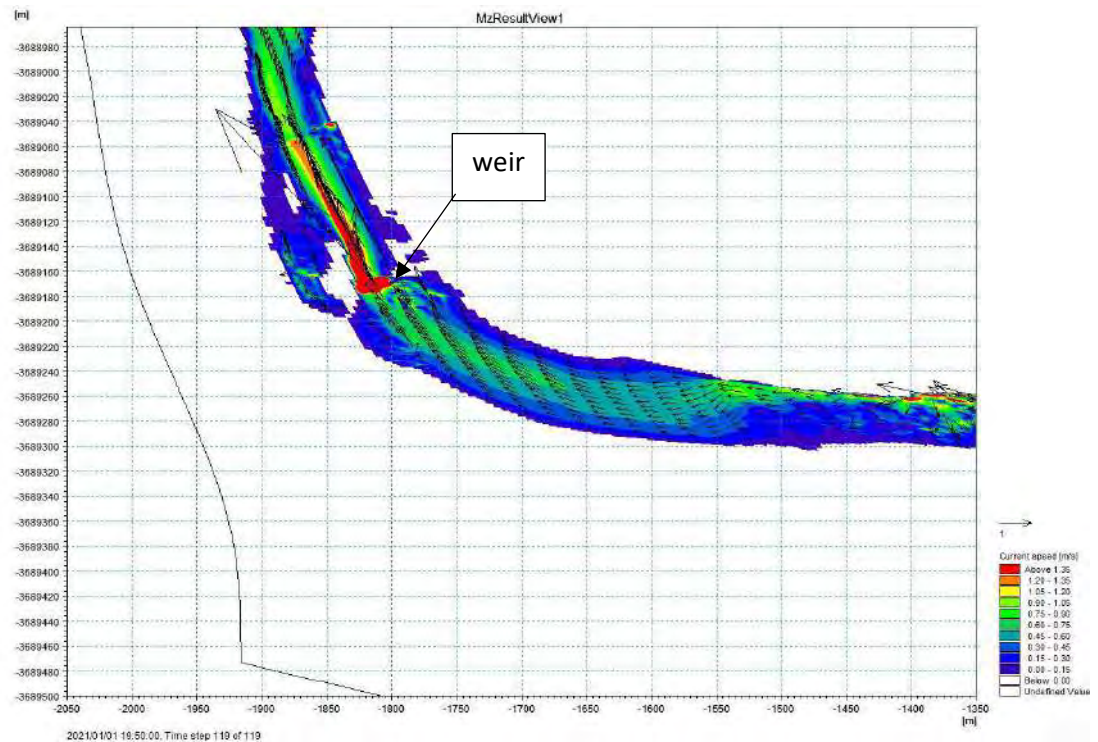 [m]
MzResultView1
-3688980
-3689000
-3689020
-3689040
-3689060
-3689080
-3689100
-3689120
-3689140
-3689160
-3689180
-3689200
-3689220
-3689240
-3689260
-3689280
-3689300
-3689320
-3689340
-3689360
-3689380
-3689400
-3689420
-3689440
-3689460
-3689480
-3689500
weir
1
Current speed [m/s]
Above 1.35
1.20 - 1.35
1.05 - 1.20
0.90 - 1.05
0.75 - 0.90
0.60 - 0.75
0.45 - 0.60
0.30 - 0.45
0.15 - 0.30
0.00 - 0.15
Below 0.00
Undefined Value
-2050 -2000 -1950 -1900 -1850 -1800 -1750 -1700 -1650 -1600 -1550 -1500 -1450 -1400 -1350
[m]
2021/01/01 19:50:00, Time step 119 of 119